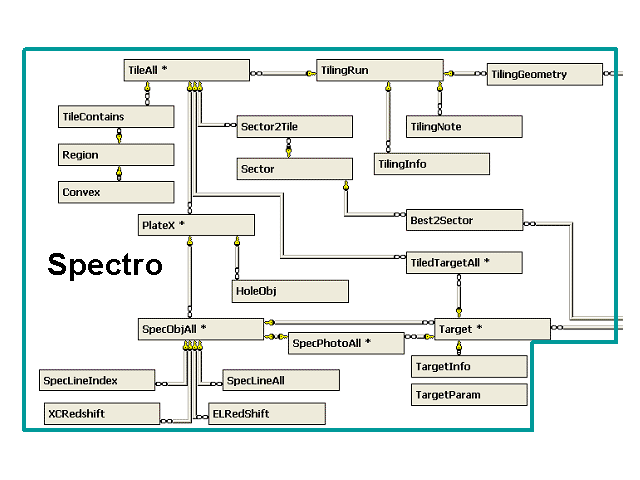 TileAll *
TilingRun
TilingGeometry
TileContains
Sector2Tile
TilingNote
Region
Sector
TilingInfo
Convex
PlateX *
Best2Sector
Spectro
TiledTargetAll *
HoleObj
SpecObjAll *
Target *
SpecPhotoAll *
TargetInfo
SpecLineIndex
SpecLineAll
TargetParam
XCRedshift
ELRedShift